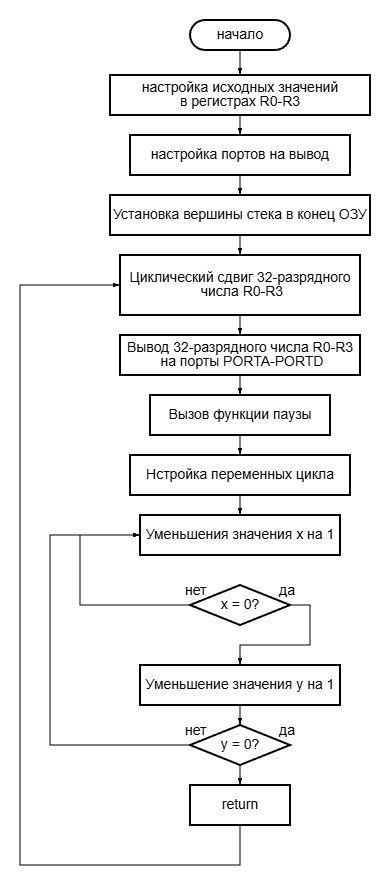 начало
настройка исходных значений
в регистрах R0-R3
настройка портов на вывод
Установка вершины стека в конец ОЗУ
Циклический сдвиг 32-разрядного
числа R0-R3
Вывод 32-разрядного числа R0-R3
на порты PORTA-PORTD
Вызов функции паузы
Нстройка переменных цикла
Уменьшения значения x на 1
нет
да
x = 0?
Уменьшение значения y на 1
нет
да
y = 0?
return